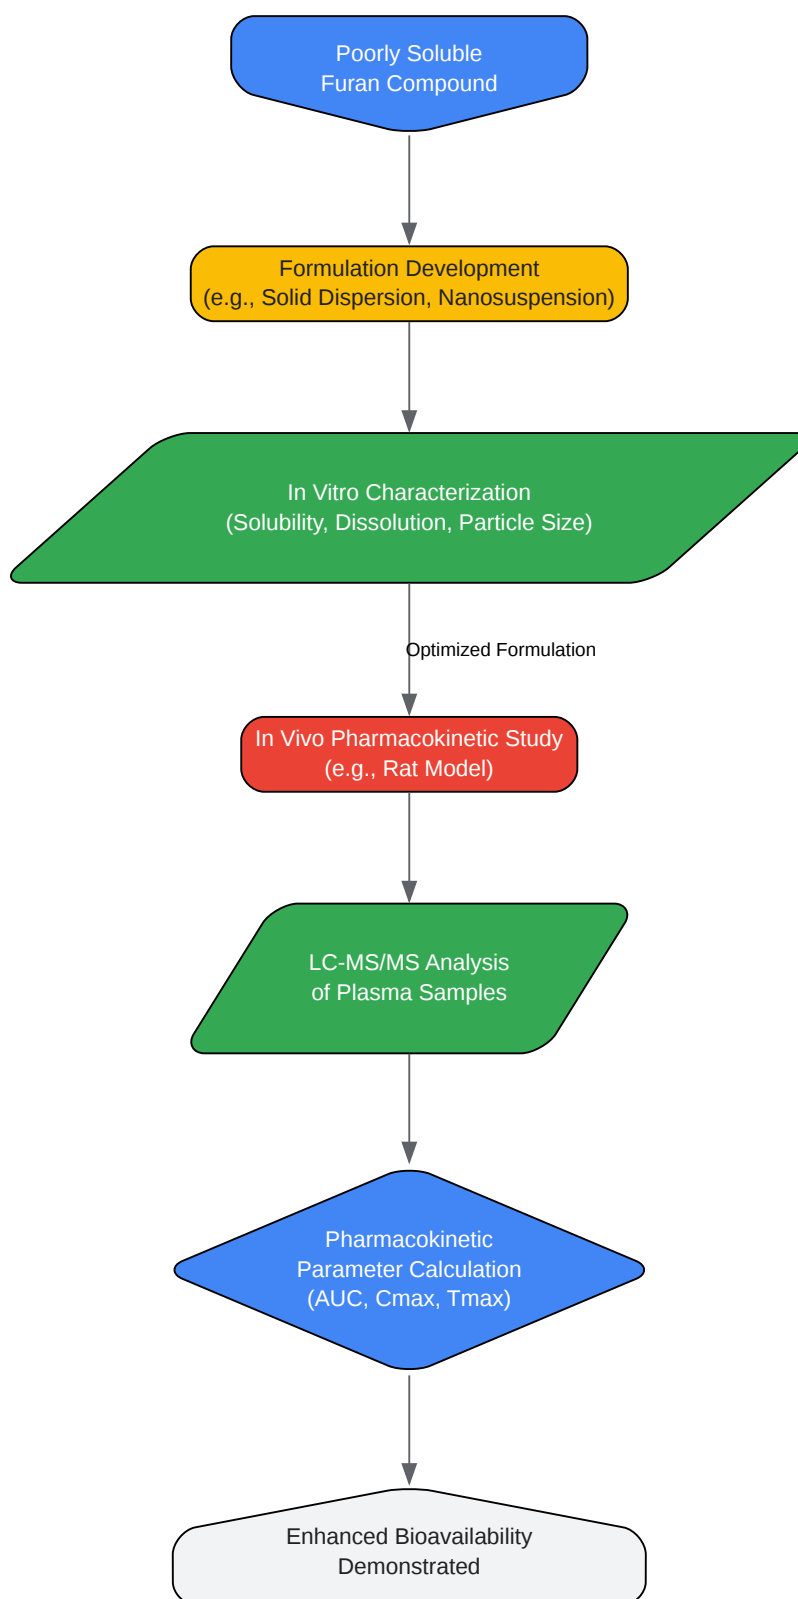 Poorly Soluble
Furan Compound
Formulation Development
(e.g., Solid Dispersion, Nanosuspension)
In Vitro Characterization
(Solubility, Dissolution, Particle Size)
Optimized Formulation
In Vivo Pharmacokinetic Study
(e.g., Rat Model)
LC-MS/MS Analysis
of Plasma Samples
Pharmacokinetic
Parameter Calculation
(AUC, Cmax, Tmax)
Enhanced Bioavailability
Demonstrated